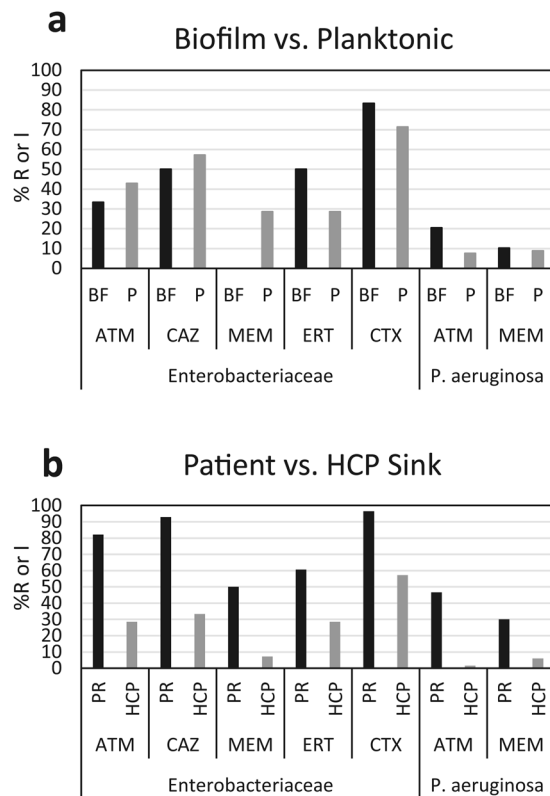 a
Biofilm vs. Planktonic
100
90
80
70
60
50
40
30
20
10
0
% R or I
BF P BF P BF P BF P BF P BF P BF P
ATM CAZ MEM ERT CTX ATM MEM
Enterobacteriaceae P. aeruginosa
b
Patient vs. HCP Sink
100
90
80
70
60
50
40
30
20
10
0
%R or I
PR HCP PR HCP PR HCP PR HCP PR HCP PR HCP PR HCP
ATM CAZ MEM ERT CTX ATM MEM
Enterobacteriaceae P. aeruginosa